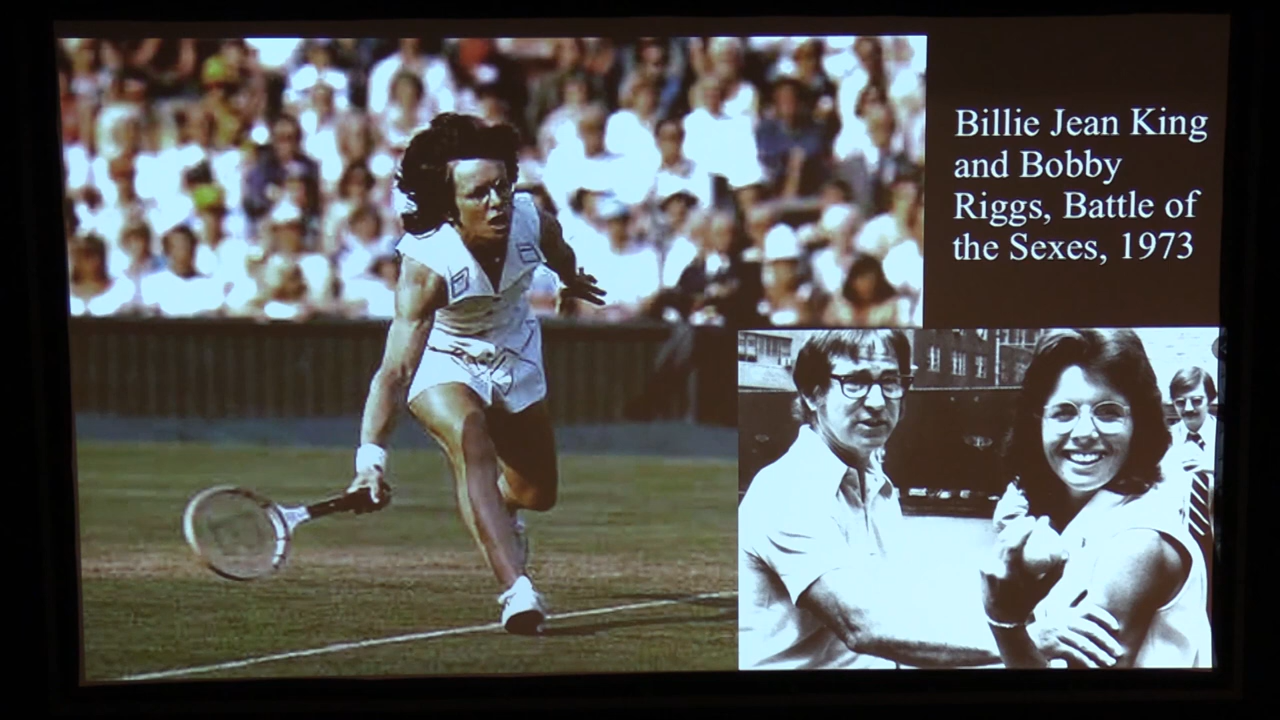 Billie Jean King
and Bobby
Riggs, Battle of
the Sexes, 1973